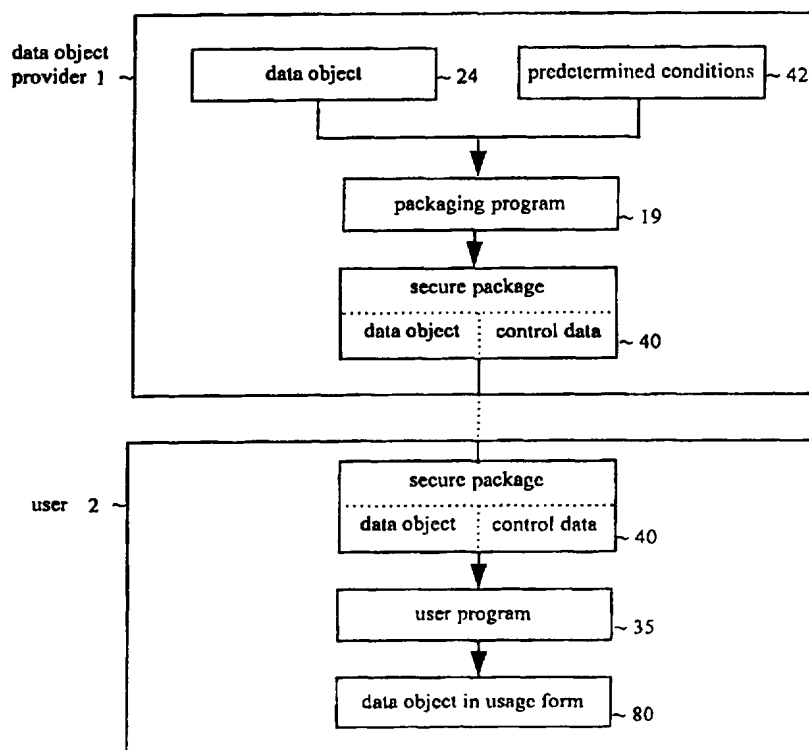 data object
provider 1
data object
24
predetermined conditions
42
packaging program
19
secure package
data object
control data
40
user 2
secure package
data object
control data
40
user program
35
data object in usage form
80